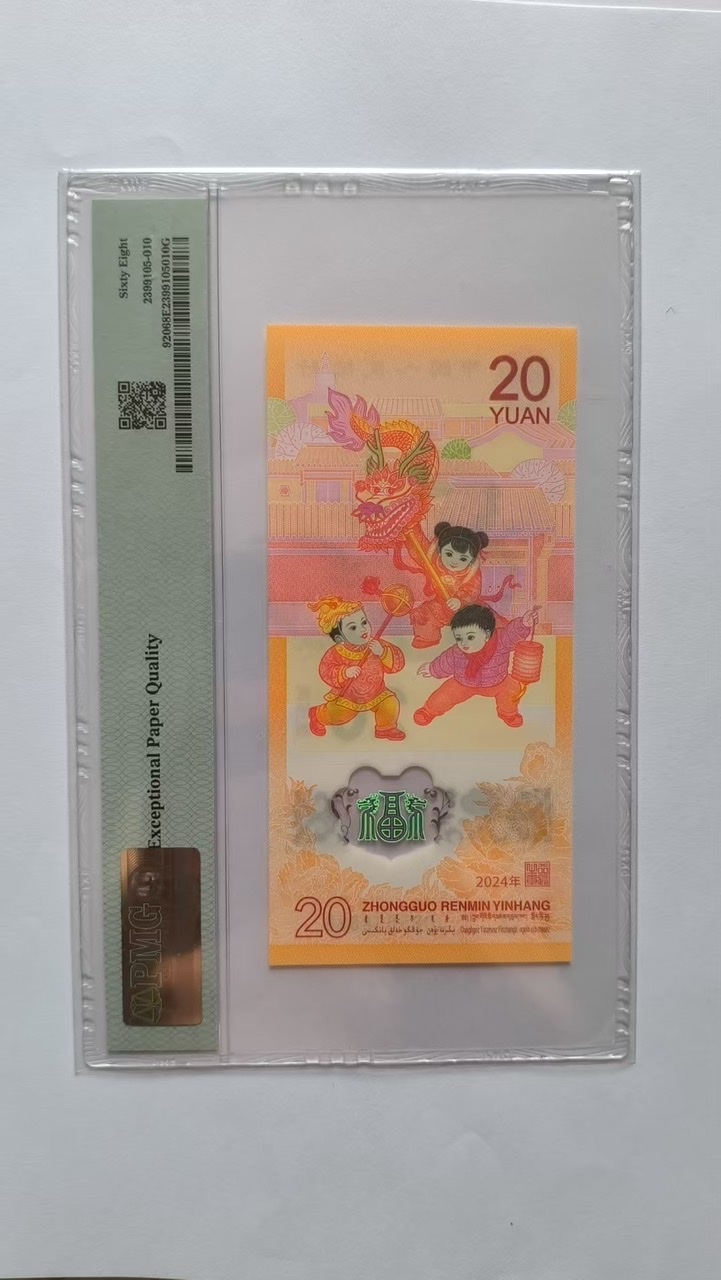 Sixty Eight
2399105-010
92068E2399105010G
Exceptional Paper Quality
PMG
20
YUAN
2024年
20
ZHONGGUO RENMIN YINHANG